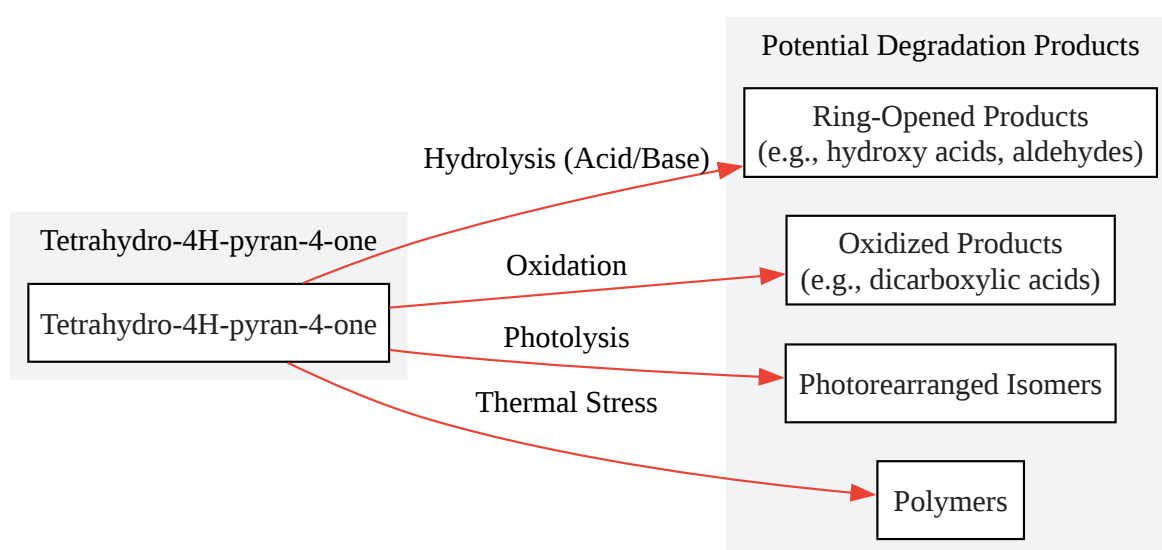 Potential Degradation Products
Ring-Opened Products
(e.g., hydroxy acids, aldehydes)
Hydrolysis (Acid/Base)
Tetrahydro-4H-pyran-4-one
Tetrahydro-4H-pyran-4-one
Oxidation
Oxidized Products
(e.g., dicarboxylic acids)
Photolysis
Photorearranged Isomers
Thermal Stress
Polymers